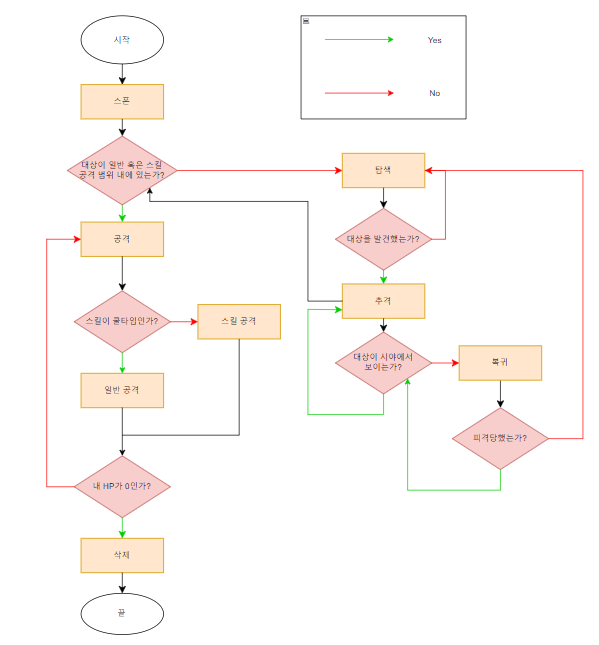 시작
Yes
No
스폰
대상이 일반 혹은 스킬
공격 범위 내에 있는가?
탐색
공격
대상을 발견했는가?
추격
스킬이 쿨타임인가?
스킬 공격
대상이 시야에서
보이는가?
복귀
일반 공격
피격당했는가?
내 HP가 0인가?
삭제
끝